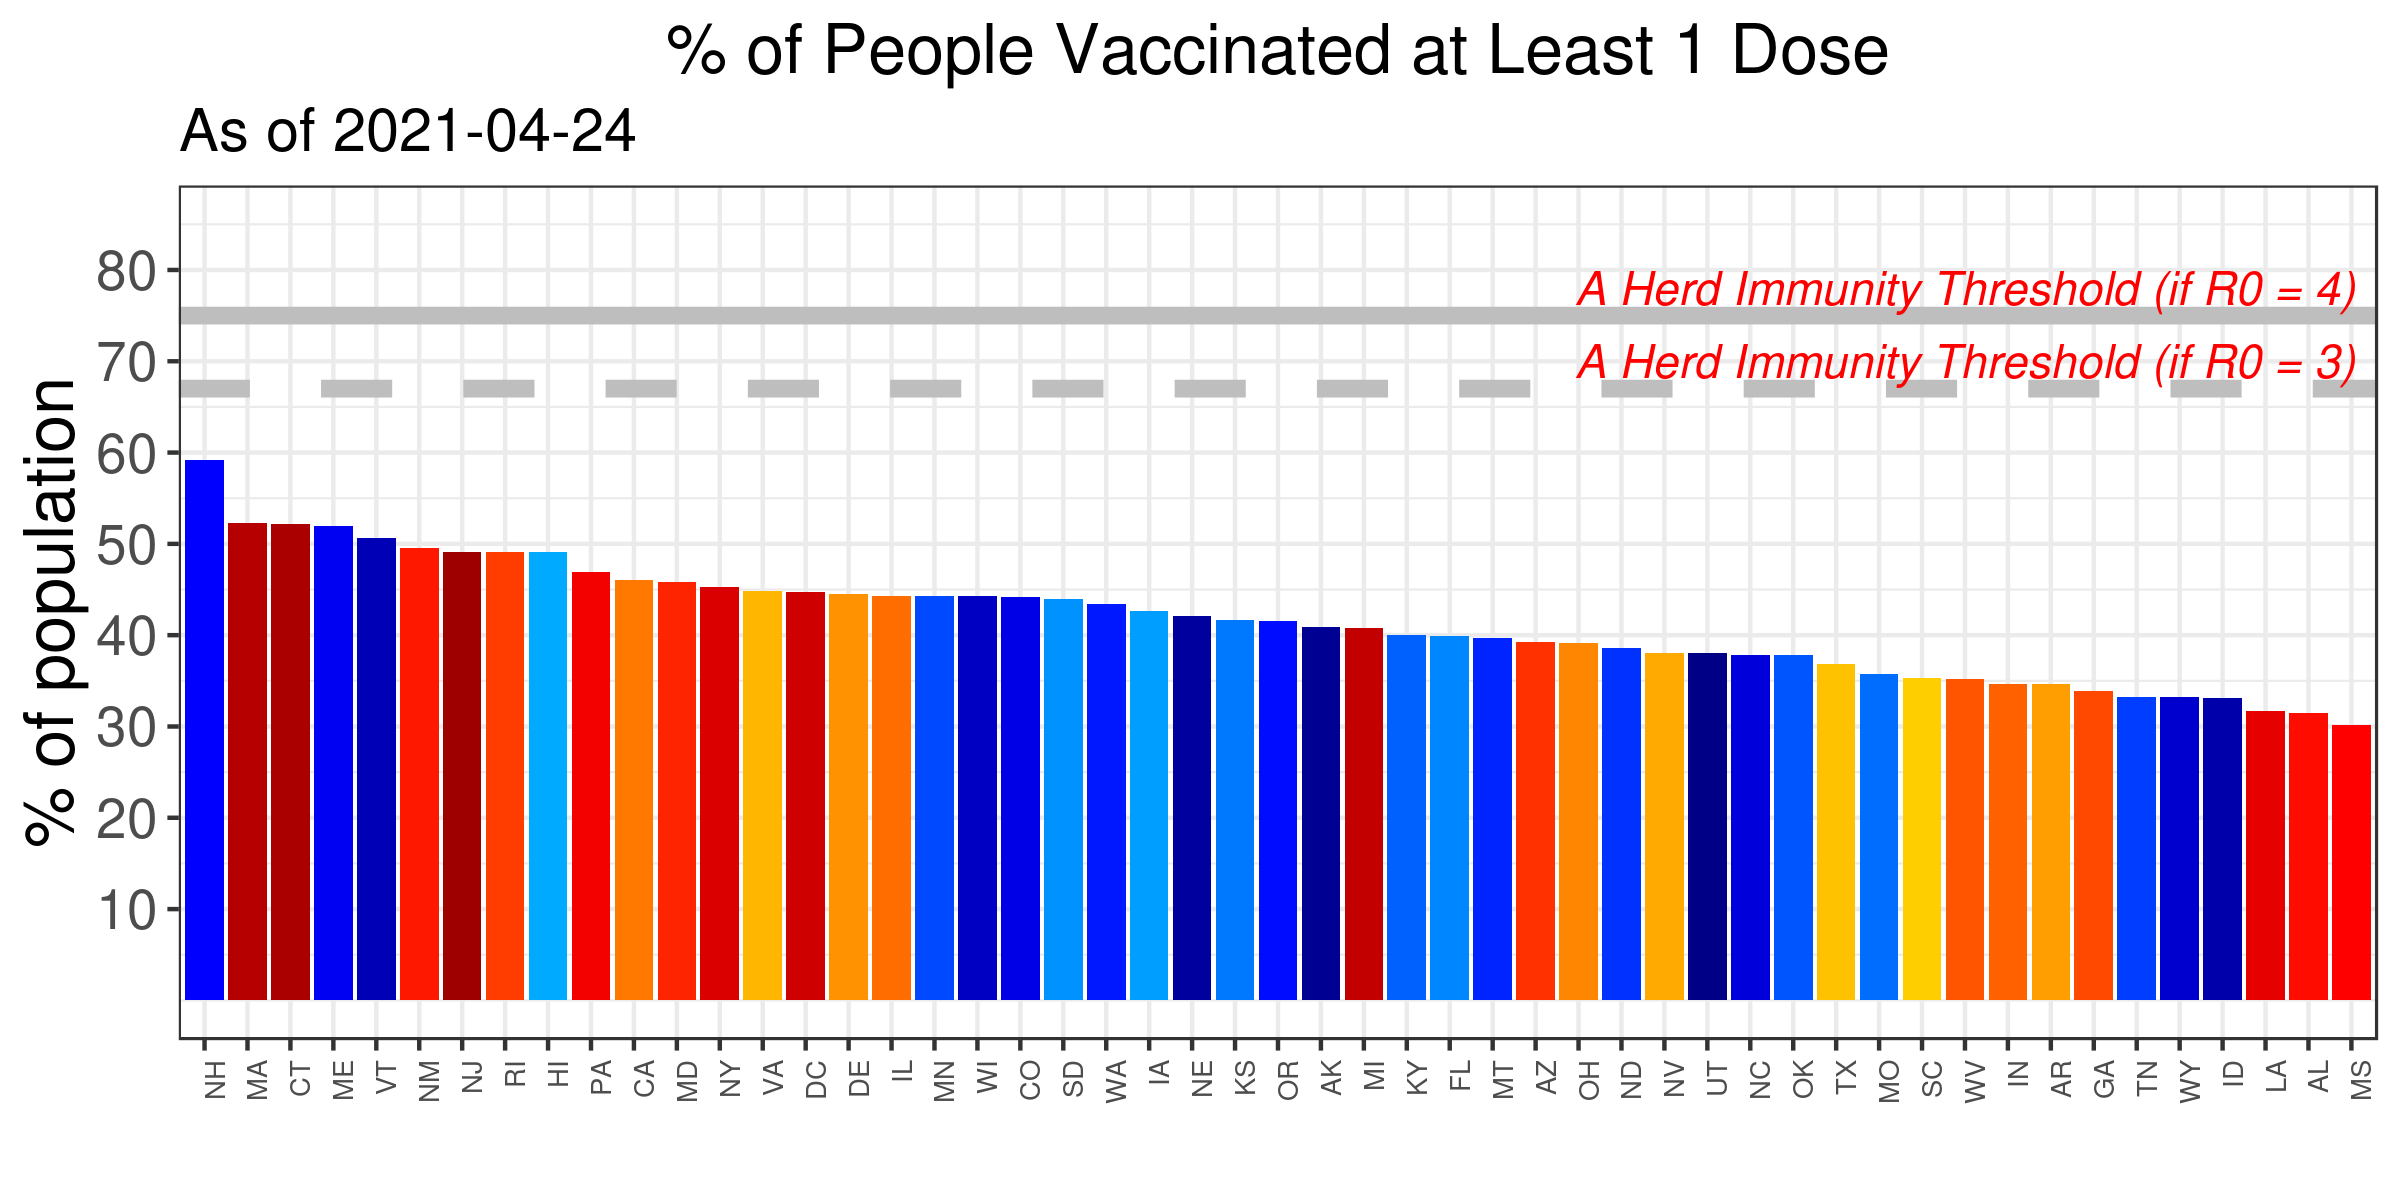 % of People Vaccinated at Least 1 Dose
As of 2021-04-24
% of population
80
70
60
50
40
30
20
10
A Herd Immunity Threshold (if R0 = 4)
A Herd Immunity Threshold (if R0 = 3)
NH MA CT ME VT NM NJ RI HI PA CA MD NY VA DC DE IL MN WI CO SD WA IA NE KS OR AK MI KY FL MT AZ OH ND NV UT NC OK TX MO SC WV IN AR GA TN WY ID LA AL MS